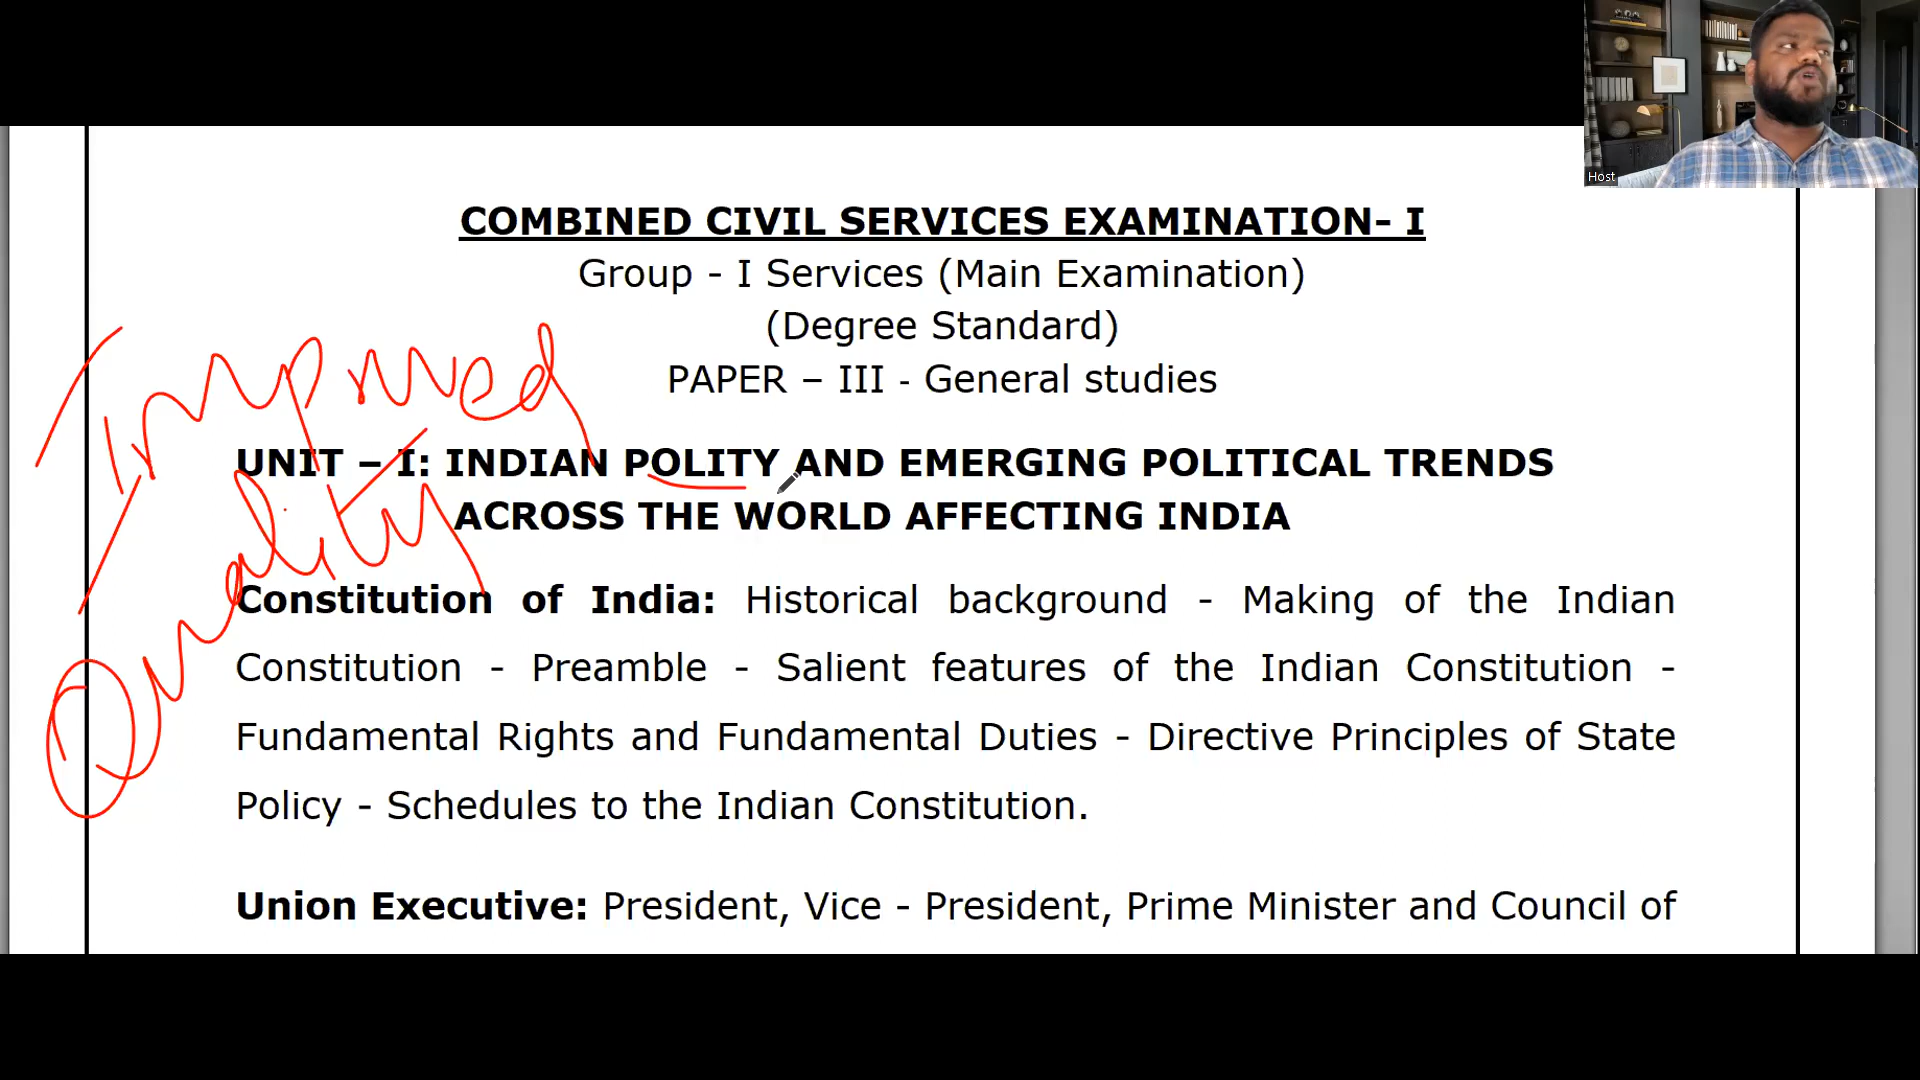 Host
COMBINED CIVIL SERVICES EXAMINATION– I
Group - I Services (Main Examination)
(Degree Standard)
PAPER – III - General studies
Improved
Quality
UNIT – I: INDIAN POLITY AND EMERGING POLITICAL TRENDS
ACROSS THE WORLD AFFECTING INDIA
Constitution of India: Historical background - Making of the Indian
Constitution - Preamble - Salient features of the Indian Constitution -
Fundamental Rights and Fundamental Duties - Directive Principles of State
Policy - Schedules to the Indian Constitution.
Union Executive: President, Vice - President, Prime Minister and Council of